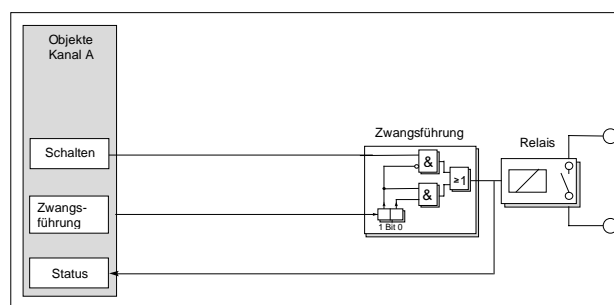 Objekte
Kanal A
Schalten
Zwangs-
führung
Status
Zwangsführung
&
&
≥1
1 Bit 0
Relais